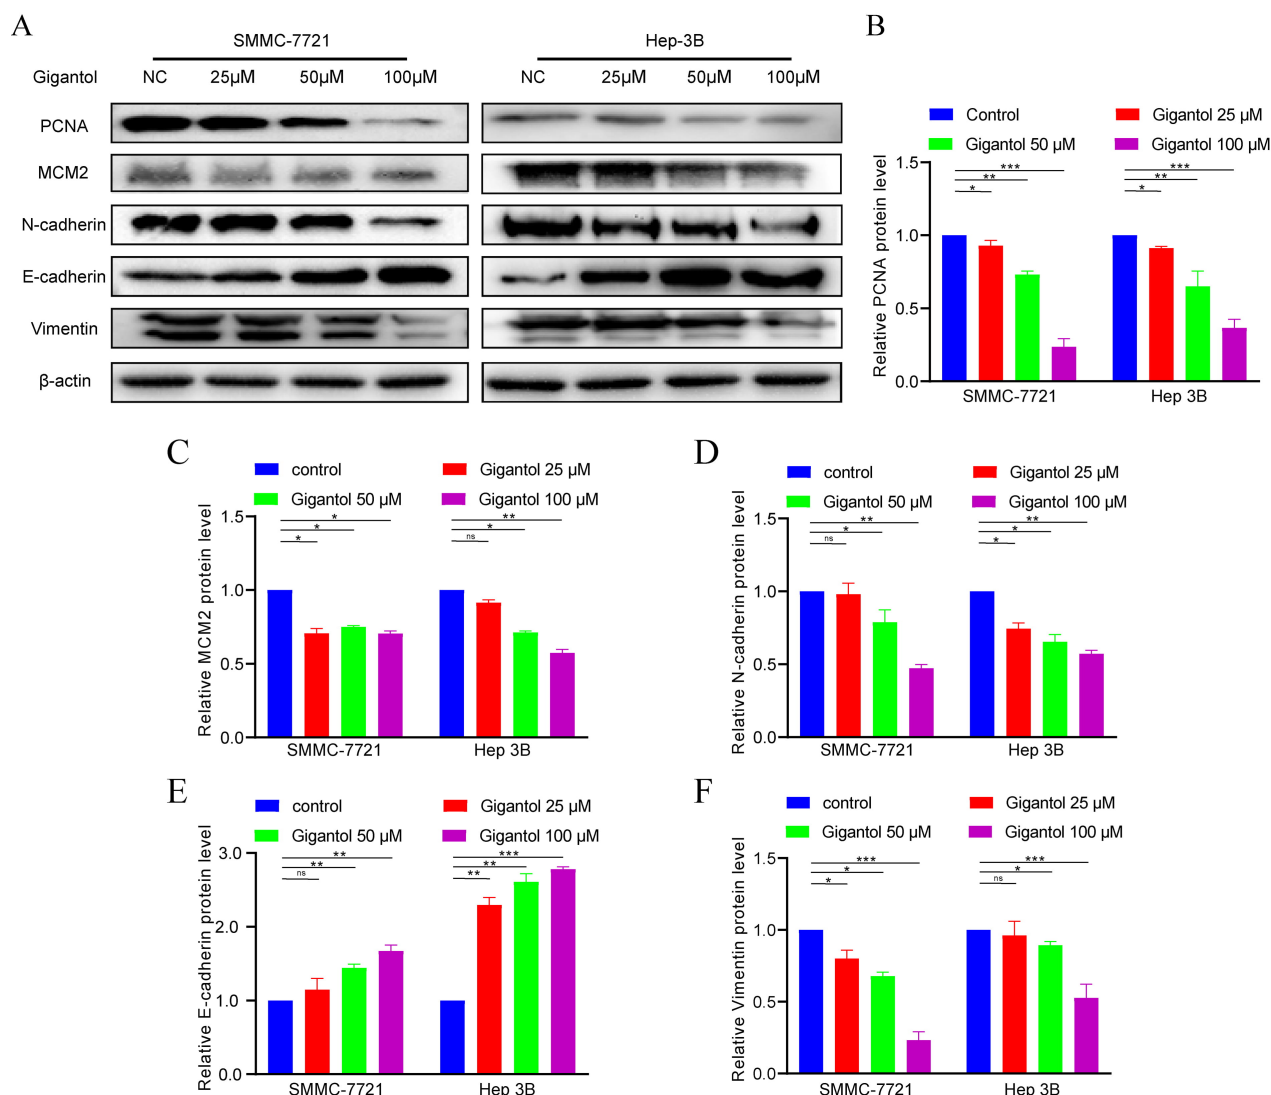 A
SMMC-7721 Hep-3B
Gigantol NC 25μM 50μM 100μM NC 25μM 50μM 100μM
PCNA
MCM2
N-cadherin
E-cadherin
Vimentin
β-actin
B
Control Gigantol 25 μM
Gigantol 50 μM Gigantol 100 μM
Relative PCNA protein level
1.5
1.0
0.5
0.0
*** ** * *** ** *
SMMC-7721 Hep 3B
C
control Gigantol 25 μM
Gigantol 50 μM Gigantol 100 μM
Relative MCM2 protein level
1.5
1.0
0.5
0.0
* * * ** * ns
SMMC-7721 Hep 3B
D
control Gigantol 25 μM
Gigantol 50 μM Gigantol 100 μM
Relative N-cadherin protein level
1.5
1.0
0.5
0.0
** * ns ** * *
SMMC-7721 Hep 3B
E
control Gigantol 25 μM
Gigantol 50 μM Gigantol 100 μM
Relative E-cadherin protein level
3.0
2.0
1.0
0.0
** ** ns *** ** **
SMMC-7721 Hep 3B
F
control Gigantol 25 μM
Gigantol 50 μM Gigantol 100 μM
Relative Vimentin protein level
1.5
1.0
0.5
0.0
*** * * *** * ns
SMMC-7721 Hep 3B